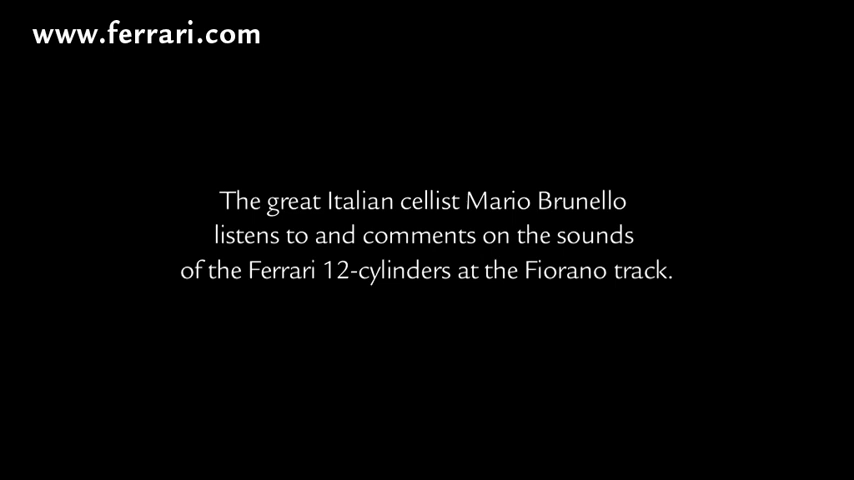 www.ferrari.com
The great Italian cellist Mario Brunello
listens to and comments on the sounds
of the Ferrari 12-cylinders at the Fiorano track.